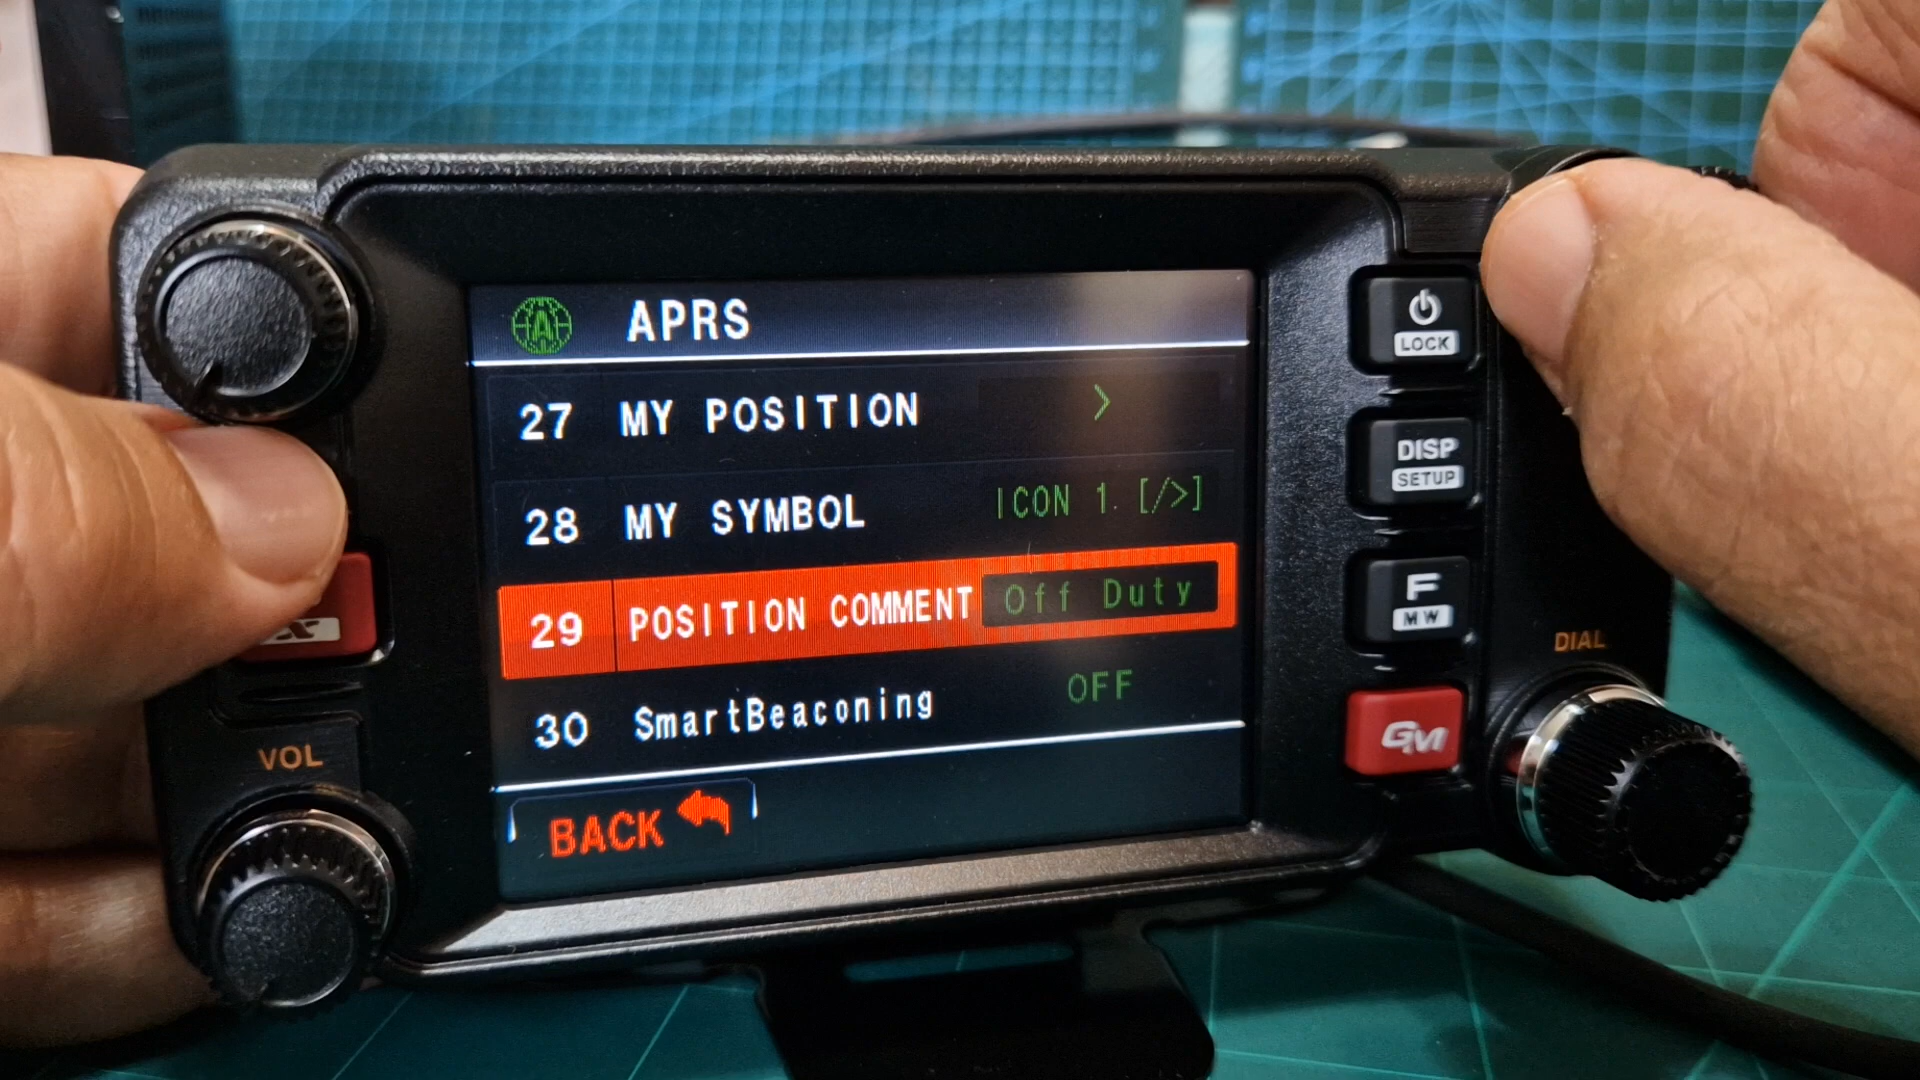 APRS
27 MY POSITION >
28 MY SYMBOL ICON 1 [/>]
29 POSITION COMMENT Off Duty
30 SmartBeaconing OFF
BACK
LOCK
DISP
SETUP
F
MW
GM
VOL
DIAL